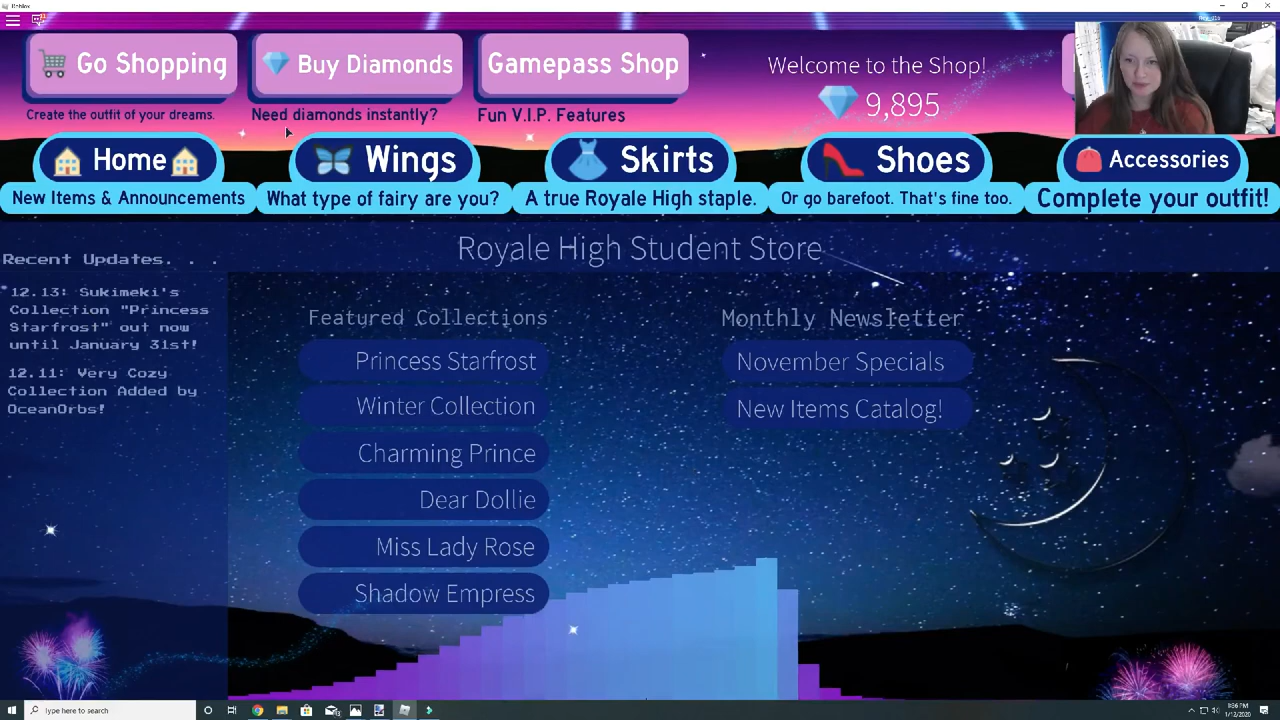 Roblox
Go Shopping
Buy Diamonds
Gamepass Shop
Welcome to the Shop!
9,895
Create the outfit of your dreams.
Need diamonds instantly?
Fun V.I.P. Features
Home
Wings
Skirts
Shoes
Accessories
New Items & Announcements
What type of fairy are you?
A true Royale High staple.
Or go barefoot. That's fine too.
Complete your outfit!
Royale High Student Store
Recent Updates. . .
12.13: Sukimeki's
Collection "Princess
Starfrost" out now
until January 31st!
12.11: Very Cozy
Collection Added by
OceanOrbs!
Featured Collections
Princess Starfrost
Winter Collection
Charming Prince
Dear Dollie
Miss Lady Rose
Shadow Empress
Monthly Newsletter
November Specials
New Items Catalog!
Type here to search
1/12/2020